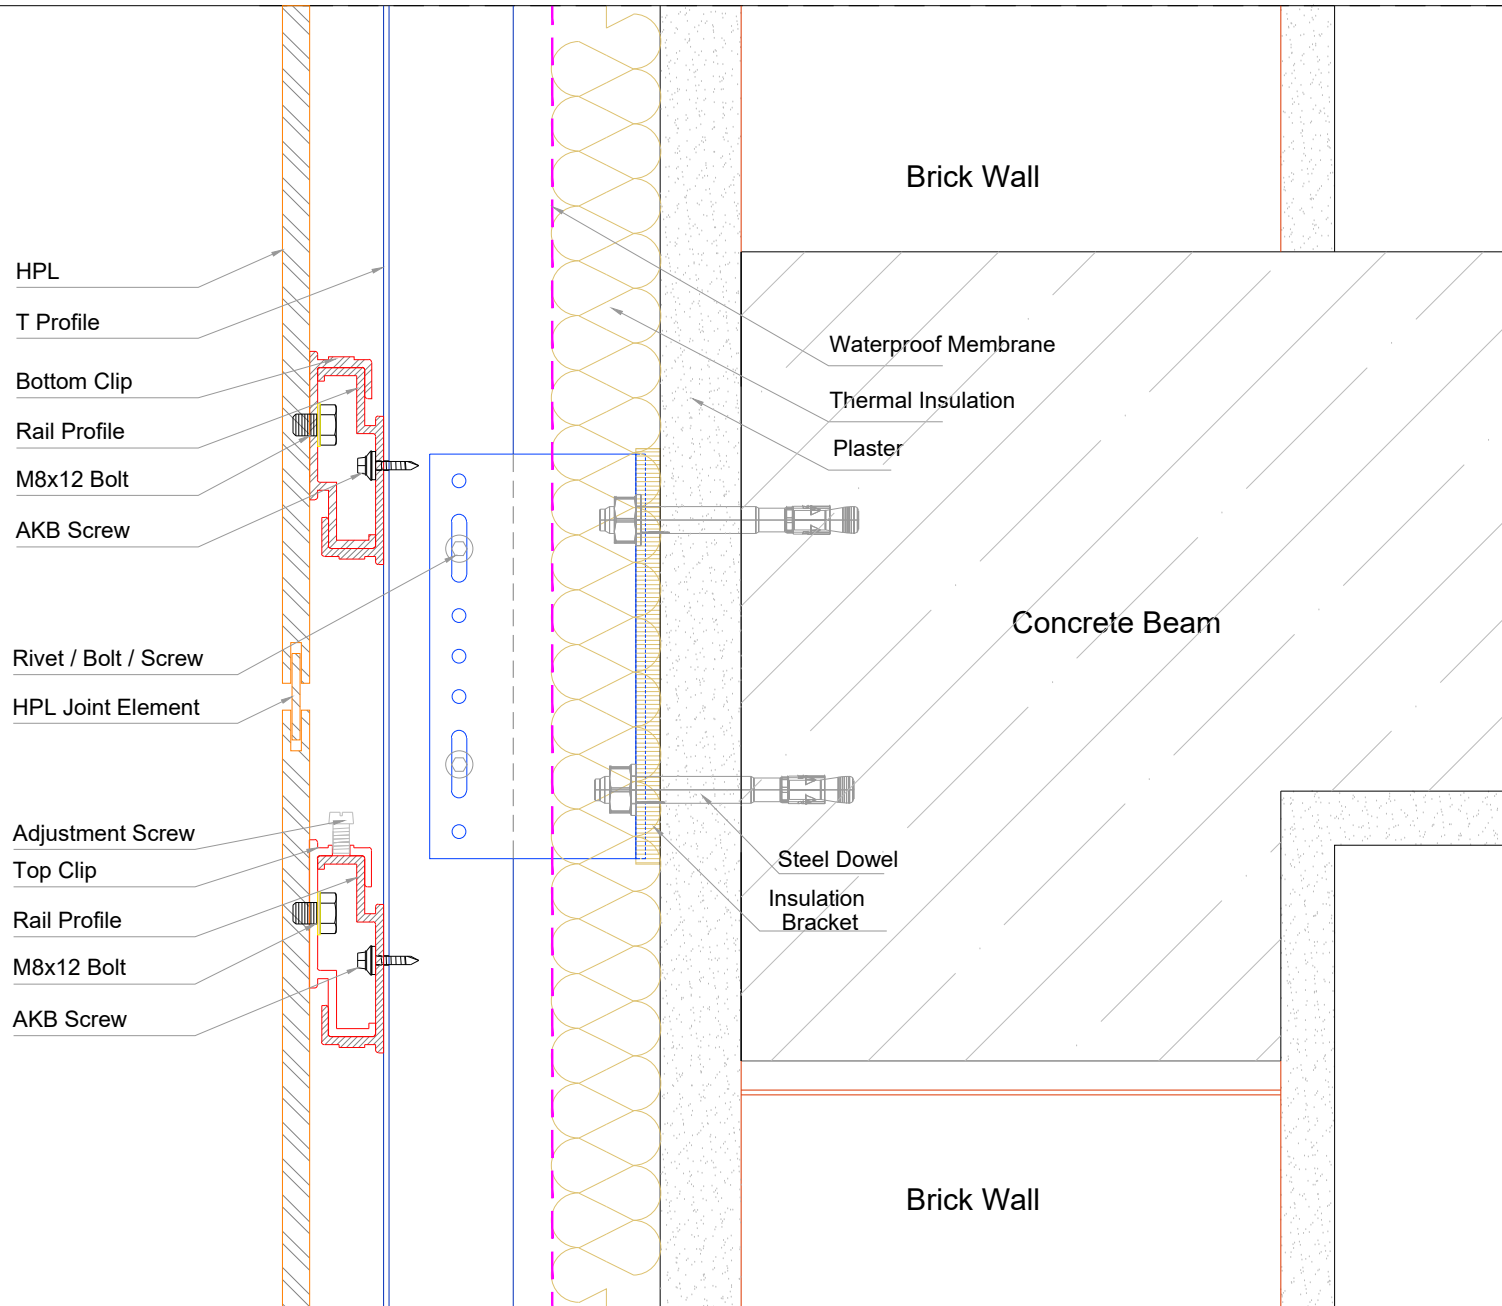 Brick Wall
HPL
T Profile
Bottom Clip
Rail Profile
M8x12 Bolt
AKB Screw
Waterproof Membrane
Thermal Insulation
Plaster
Concrete Beam
Rivet / Bolt / Screw
HPL Joint Element
Adjustment Screw
Top Clip
Rail Profile
M8x12 Bolt
AKB Screw
Steel Dowel
Insulation
Bracket
Brick Wall